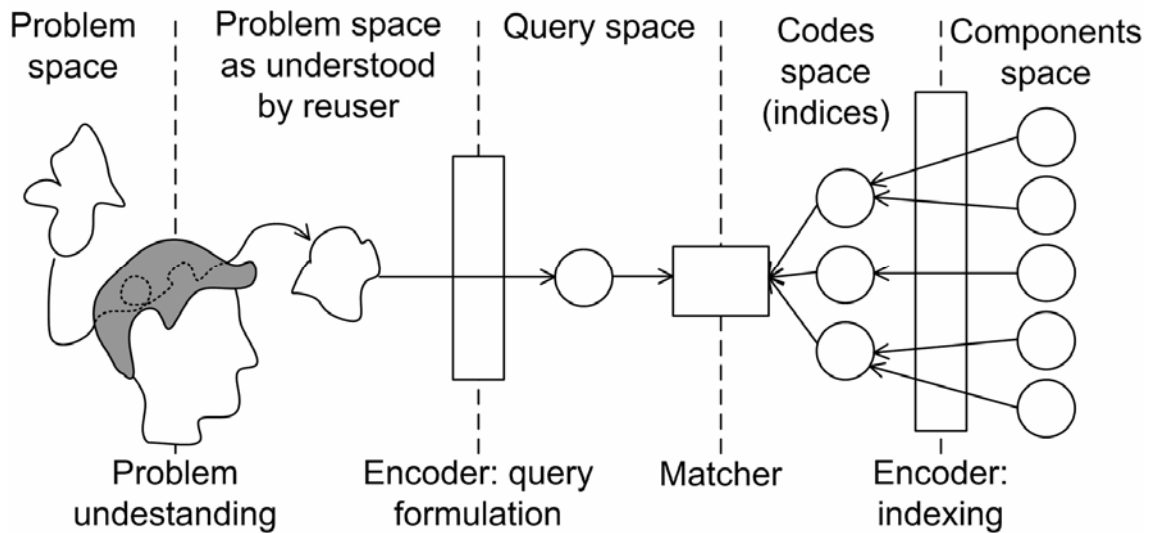 Problem
space
Problem space
as understood
by reuser
Query space
Codes
space
(indices)
Components
space
Problem
undestanding
Encoder: query
formulation
Matcher
Encoder:
indexing